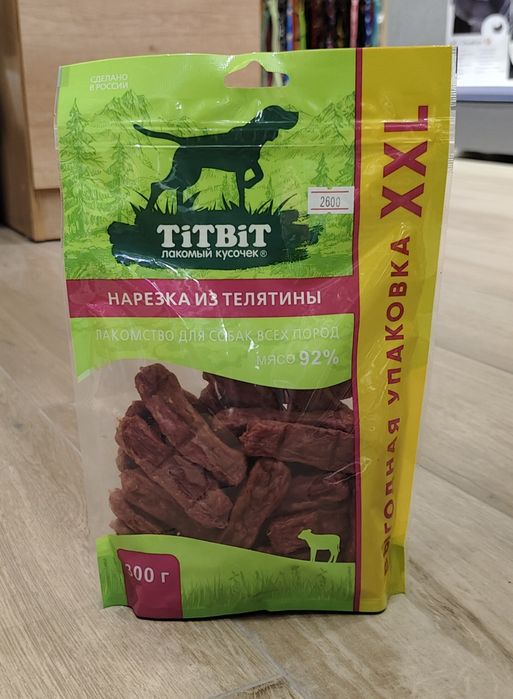 СДЕЛАНО
В РОССИИ
2600
TiTBiT
лакомый кусочек®
НАРЕЗКА ИЗ ТЕЛЯТИНЫ
ЛАКОМСТВО ДЛЯ СОБАК ВСЕХ ПОРОД
МЯСО 92%
300 г
ВЫГОДНАЯ УПАКОВКА XXL